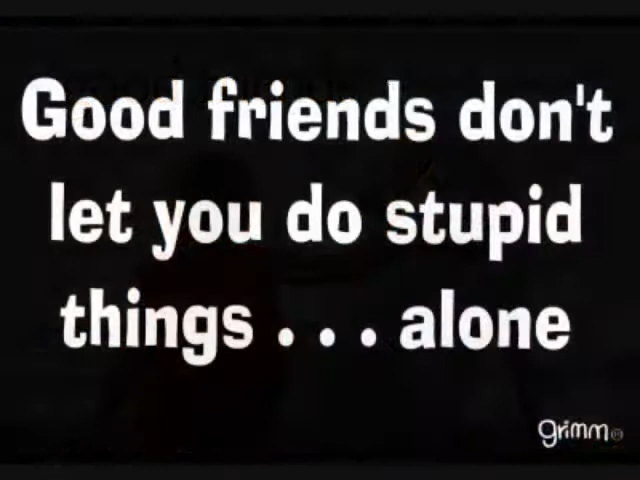 Good friends don't
let you do stupid
things . . . alone
grimm